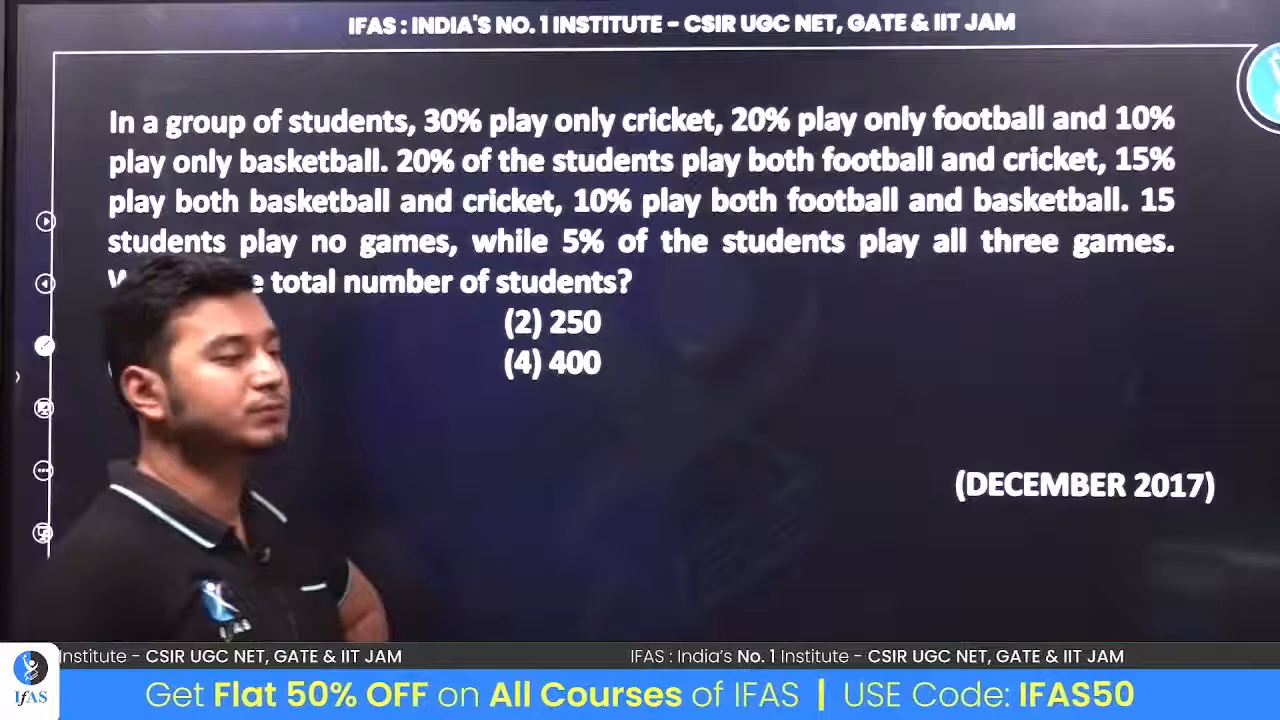 IFAS : INDIA'S NO. 1 INSTITUTE - CSIR UGC NET, GATE & IIT JAM
In a group of students, 30% play only cricket, 20% play only football and 10%
play only basketball. 20% of the students play both football and cricket, 15%
play both basketball and cricket, 10% play both football and basketball. 15
students play no games, while 5% of the students play all three games.
total number of students?
(2) 250
(4) 400
(DECEMBER 2017)
IFAS
Institute - CSIR UGC NET, GATE & IIT JAM
IFAS : India's No. 1 Institute - CSIR UGC NET, GATE & IIT JAM
IfAS
Get Flat 50% OFF on All Courses of IFAS | USE Code: IFAS50